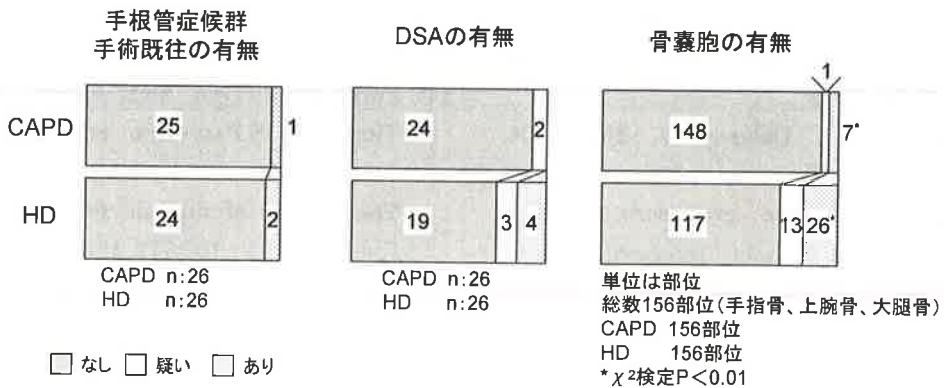 手根管症候群
手術既往の有無
DSAの有無
骨嚢胞の有無
CAPD
25
1
24
2
148
1
7*
HD
24
2
19
3
4
117
13
26*
CAPD n:26
HD n:26
CAPD n:26
HD n:26
単位は部位
総数156部位(手指骨、上腕骨、大腿骨)
CAPD 156部位
HD 156部位
*χ²検定P<0.01
なし 疑い あり